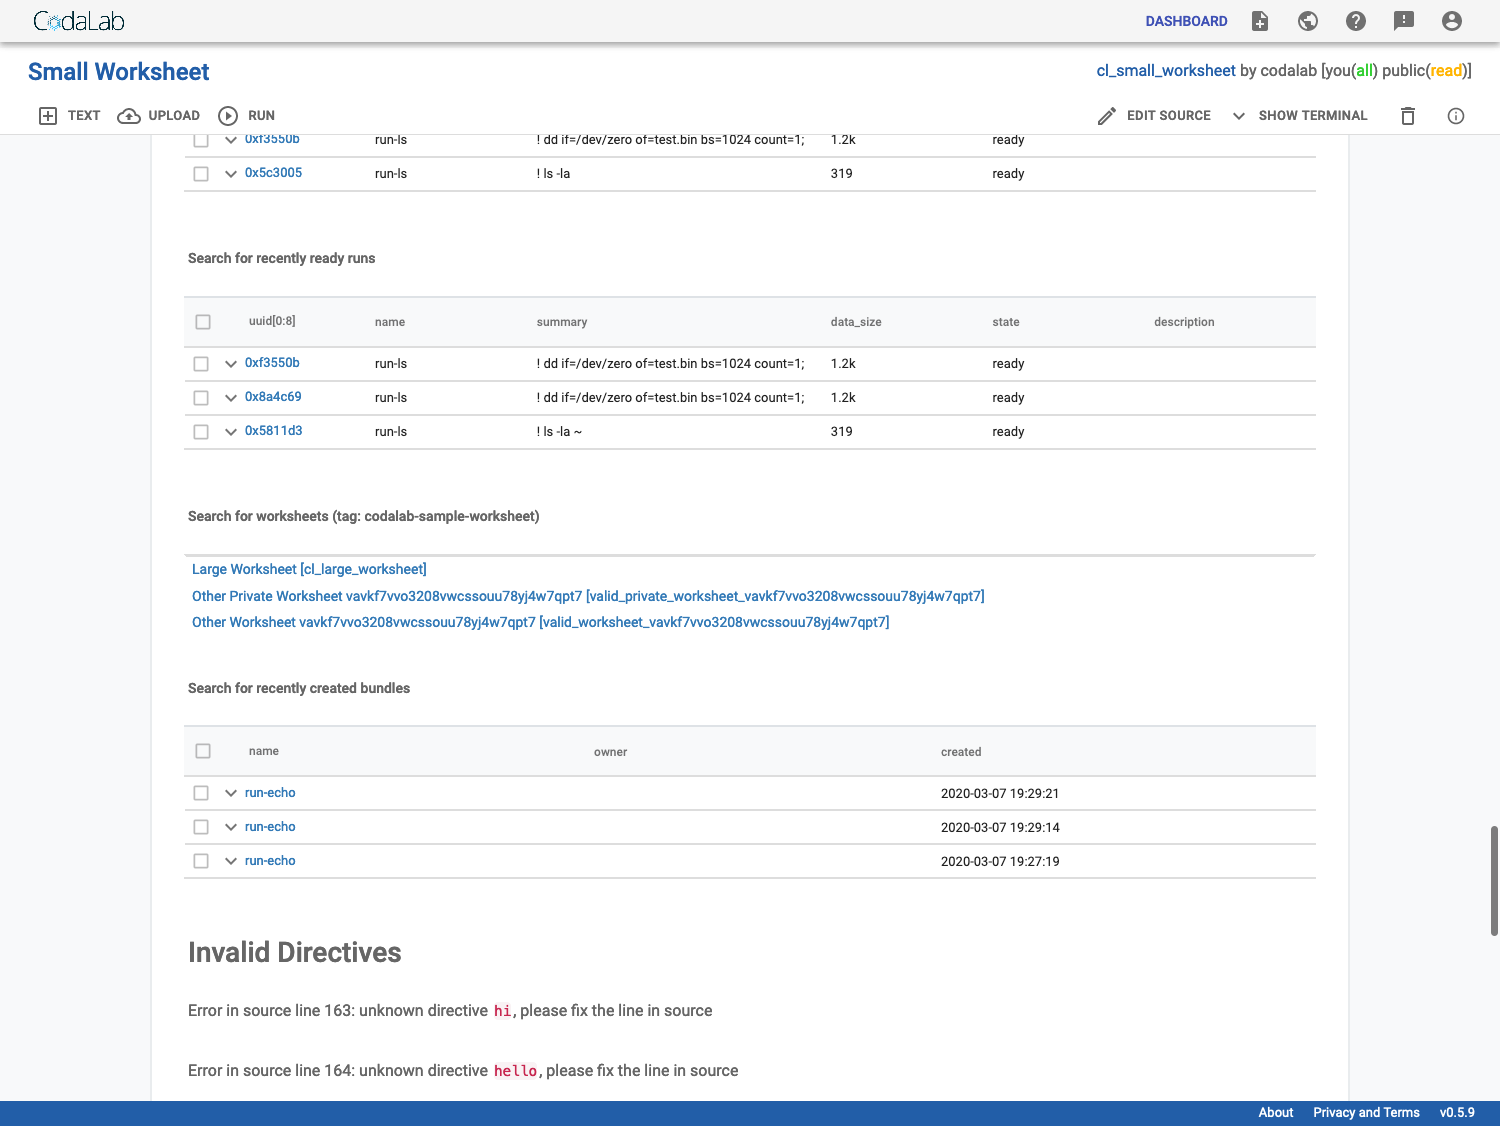 CodaLab
DASHBOARD
Small Worksheet
cl_small_worksheet by codalab [you(all) public(read)]
TEXT UPLOAD RUN EDIT SOURCE SHOW TERMINAL
0xf3550b run-ls ! dd if=/dev/zero of=test.bin bs=1024 count=1; 1.2k ready
0x5c3005 run-ls ! ls -la 319 ready
Search for recently ready runs
uuid[0:8] name summary data_size state description
0xf3550b run-ls ! dd if=/dev/zero of=test.bin bs=1024 count=1; 1.2k ready
0x8a4c69 run-ls ! dd if=/dev/zero of=test.bin bs=1024 count=1; 1.2k ready
0x5811d3 run-ls ! ls -la ~ 319 ready
Search for worksheets (tag: codalab-sample-worksheet)
Large Worksheet [cl_large_worksheet]
Other Private Worksheet vavkf7vvo3208vwcssouu78yj4w7qpt7 [valid_private_worksheet_vavkf7vvo3208vwcssouu78yj4w7qpt7]
Other Worksheet vavkf7vvo3208vwcssouu78yj4w7qpt7 [valid_worksheet_vavkf7vvo3208vwcssouu78yj4w7qpt7]
Search for recently created bundles
name owner created
run-echo 2020-03-07 19:29:21
run-echo 2020-03-07 19:29:14
run-echo 2020-03-07 19:27:19
Invalid Directives
Error in source line 163: unknown directive hi, please fix the line in source
Error in source line 164: unknown directive hello, please fix the line in source
About Privacy and Terms v0.5.9